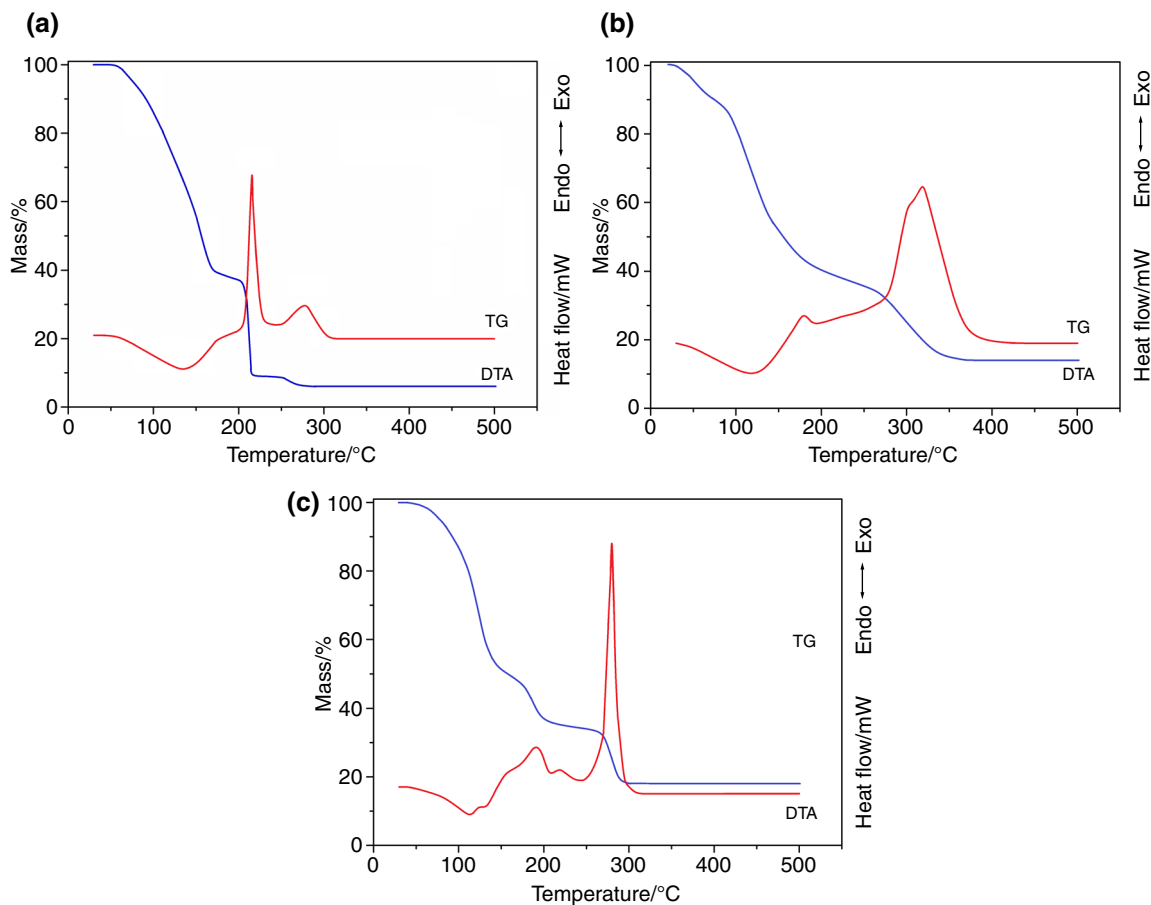 (a)
100
80
60
40
20
0
Mass/%
0 100 200 300 400 500
Temperature/°C
TG
DTA
Heat flow/mW Endo ⟷ Exo
(b)
100
80
60
40
20
0
Mass/%
0 100 200 300 400 500
Temperature/°C
TG
DTA
Heat flow/mW Endo ⟷ Exo
(c)
100
80
60
40
20
0
Mass/%
0 100 200 300 400 500
Temperature/°C
TG
DTA
Heat flow/mW Endo ⟷ Exo